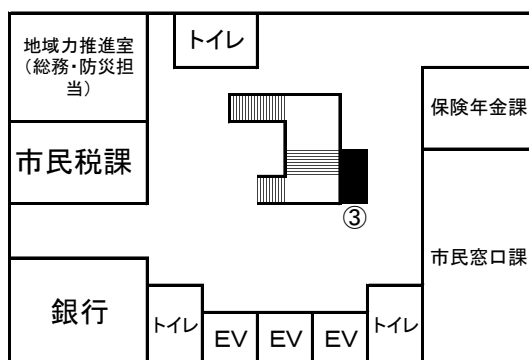 地域力推進室
（総務・防災担
当）
トイレ
保険年金課
市民税課
③
市民窓口課
銀行
トイレ
EV
EV
EV
トイレ